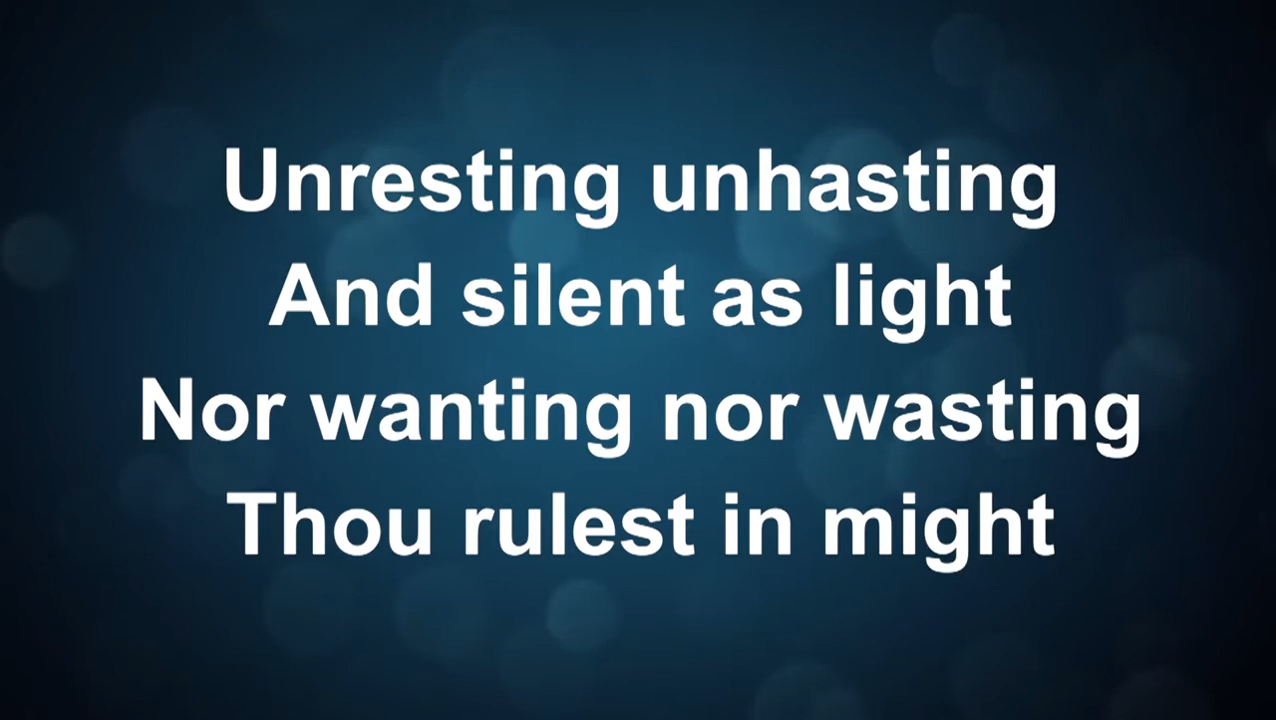 Unresting unhasting
And silent as light
Nor wanting nor wasting
Thou rulest in might